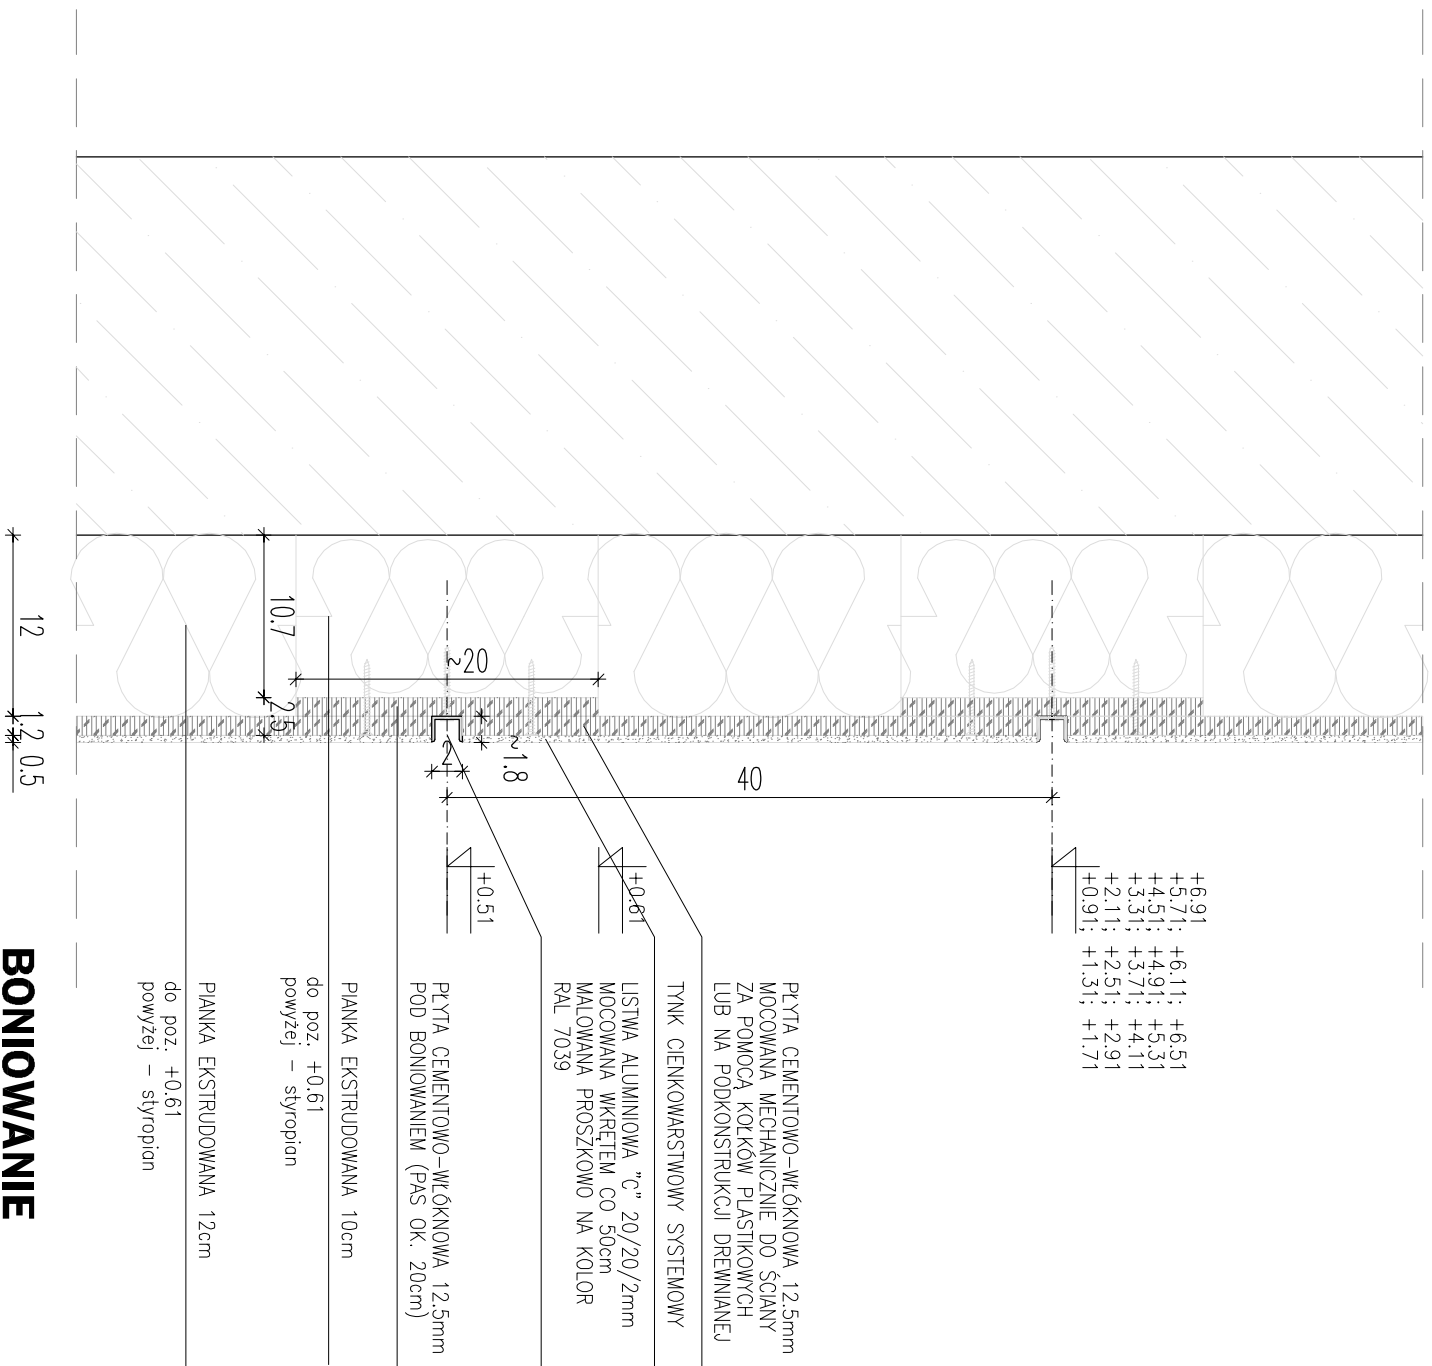 +6.91
+5.71; +6.11; +6.51
+4.51; +4.91; +5.31
+3.31; +3.71; +4.11
+2.11; +2.51; +2.91
+0.91; +1.31; +1.71
40
+0.61
+0.51
~20
~1.8
2
10.7
2.5
12
1.2
0.5
PŁYTA CEMENTOWO-WŁÓKNOWA 12.5mm
MOCOWANA MECHANICZNIE DO ŚCIANY
ZA POMOCĄ KOŁKÓW PLASTIKOWYCH
LUB NA PODKONSTRUKCJI DREWNIANEJ
TYNK CIENKOWARSTWOWY SYSTEMOWY
LISTWA ALUMINIOWA "C" 20/20/2mm
MOCOWANA WKRĘTEM CO 50cm
MALOWANA PROSZKOWO NA KOLOR
RAL 7039
PŁYTA CEMENTOWO-WŁÓKNOWA 12.5mm
POD BONIOWANIEM (PAS OK. 20cm)
PIANKA EKSTRUDOWANA 10cm
do poz. +0.61
powyżej – styropian
PIANKA EKSTRUDOWANA 12cm
do poz. +0.61
powyżej – styropian
BONIOWANIE